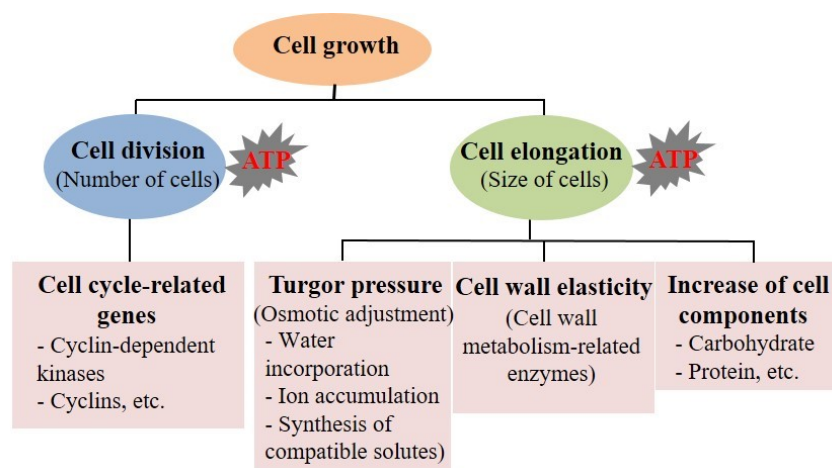 Cell growth
Cell division
(Number of cells)
ATP
Cell elongation
(Size of cells)
ATP
Cell cycle-related
genes
- Cyclin-dependent
kinases
- Cyclins, etc.
Turgor pressure
(Osmotic adjustment)
- Water
incorporation
- Ion accumulation
- Synthesis of
compatible solutes)
Cell wall elasticity
(Cell wall
metabolism-related
enzymes)
Increase of cell
components
- Carbohydrate
- Protein, etc.